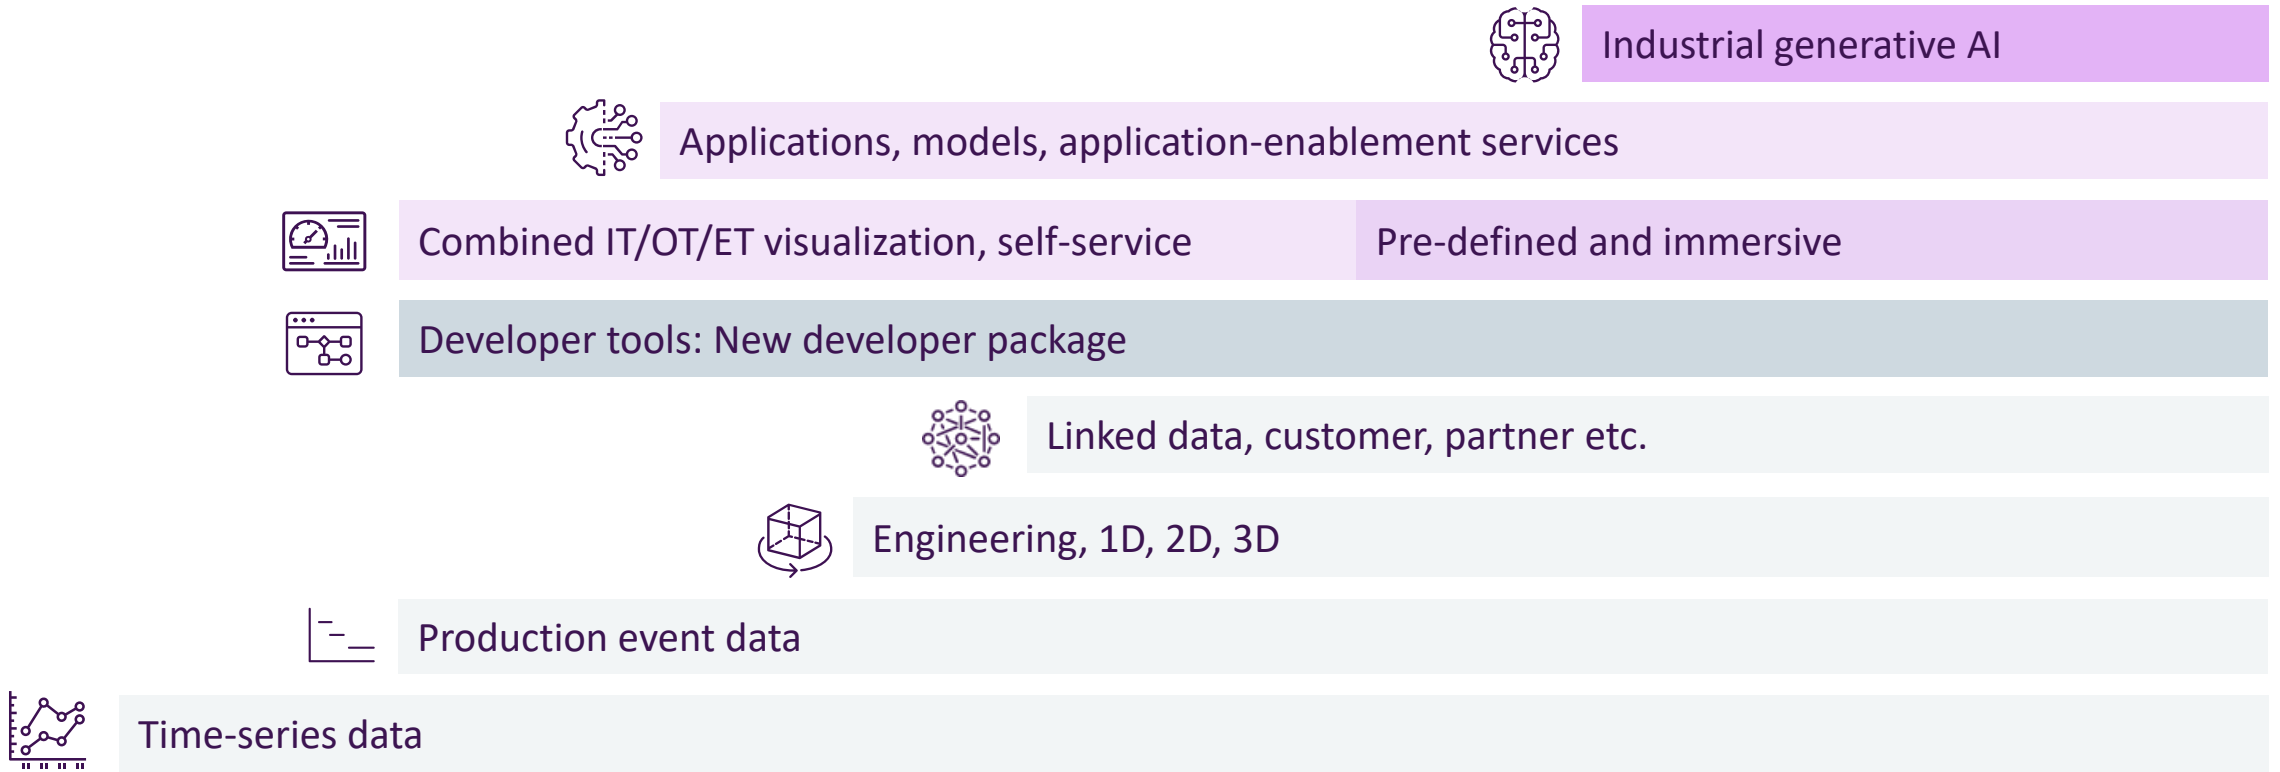 Industrial generative AI
Applications, models, application-enablement services
Combined IT/OT/ET visualization, self-service
Pre-defined and immersive
Developer tools: New developer package
Linked data, customer, partner etc.
Engineering, 1D, 2D, 3D
Production event data
Time-series data